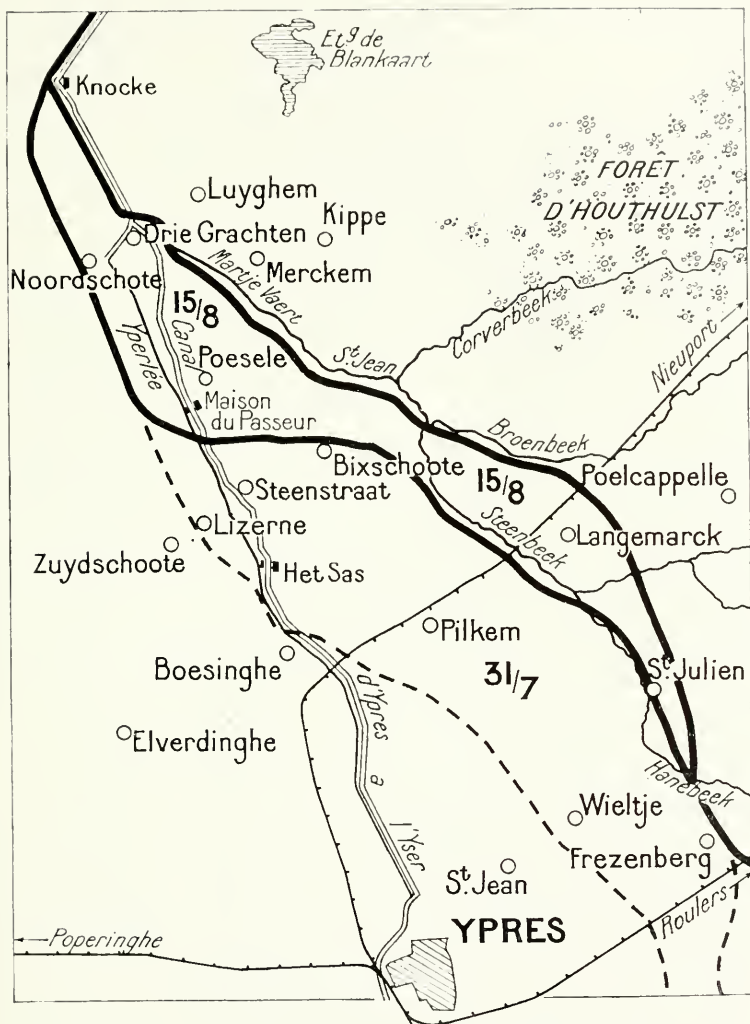 Etg de
Blankaart
Knocke
FORÊT
D'HOUTHULST
Luyghem
Kippe
Drie Grachten
Merckem
Noordschote
Martje Vaert
15/8
Corverbeek
Yperlée
Canal
St Jean
Nieuport
Poesele
Maison
du Passeur
Broenbeek
Bixschoote
15/8
Poelcappelle
Steenstraat
Steenbeek
Lizerne
Langemarck
Zuydschoote
Het Sas
Pilkem
Boesinghe
31/7
St Julien
d'Ypres
Elverdinghe
a
Hanebeek
Wieltje
l'Yser
Frezenberg
St Jean
Roulers
YPRES
Poperinghe